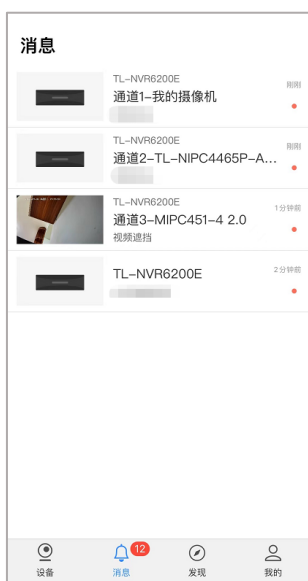 消息
TL-NVR6200E
刚刚
通道1-我的摄像机
TL-NVR6200E
刚刚
通道2-TL-NIPC4465P-A...
TL-NVR6200E
1分钟前
通道3-MIPC451-4 2.0
视频遮挡
TL-NVR6200E
2分钟前
12
设备
消息
发现
我的